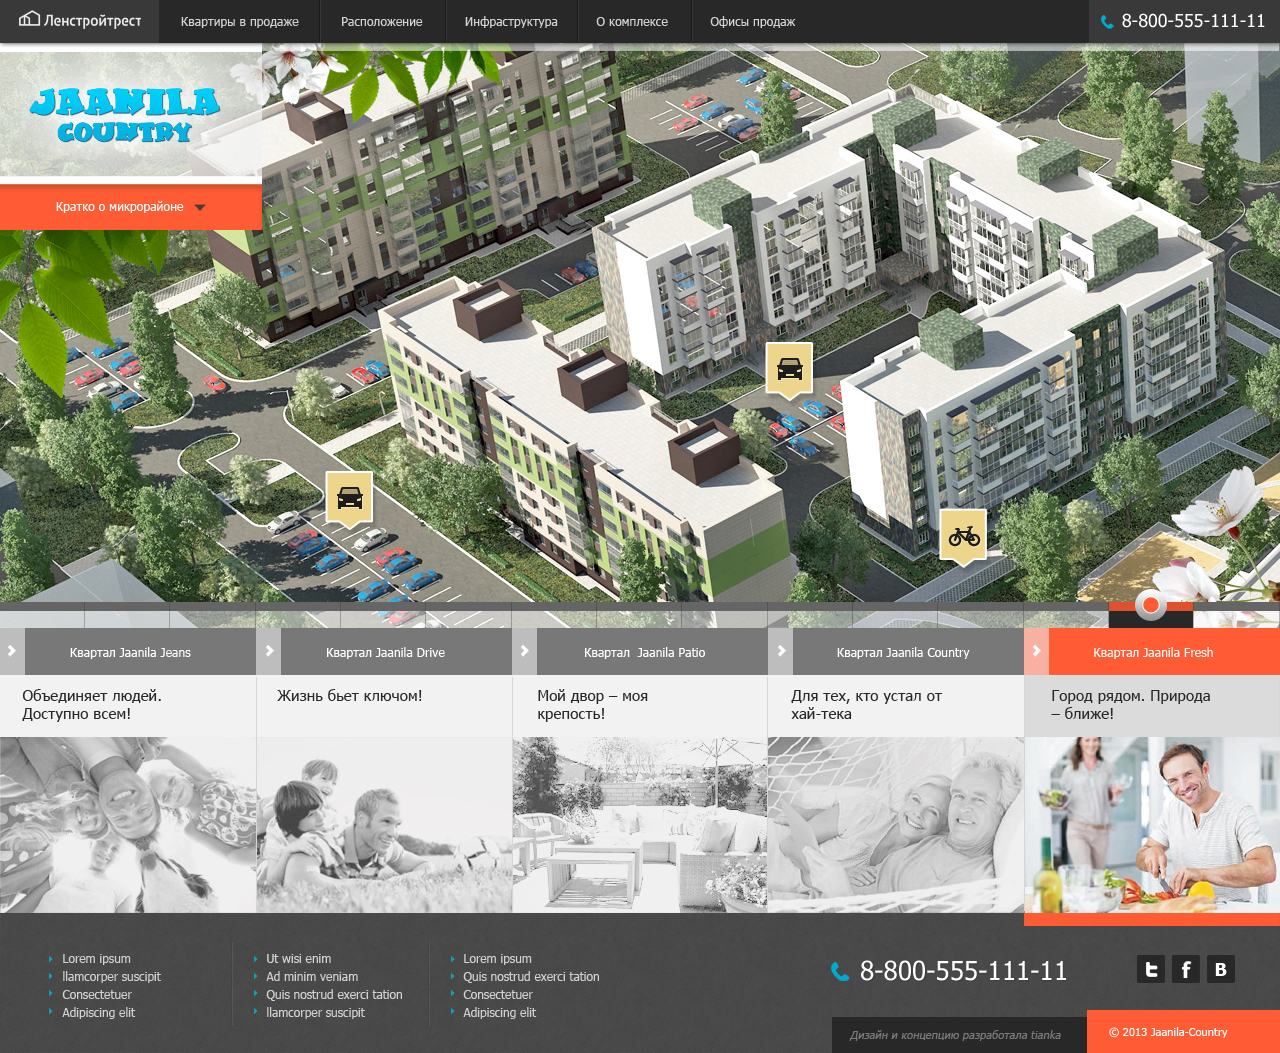 Ленстройтрест
Квартиры в продаже
Расположение
Инфраструктура
О комплексе
Офисы продаж
8-800-555-111-11
JAANILA
COUNTRY
Кратко о микрорайоне
Квартал Jaanila Jeans
Квартал Jaanila Drive
Квартал Jaanila Patio
Квартал Jaanila Country
Квартал Jaanila Fresh
Объединяет людей.
Доступно всем!
Жизнь бьет ключом!
Мой двор – моя
крепость!
Для тех, кто устал от
хай-тека
Город рядом. Природа
– ближе!
Lorem ipsum
llamcorper suscipit
Consectetuer
Adipiscing elit
Ut wisi enim
Ad minim veniam
Quis nostrud exerci tation
llamcorper suscipit
Lorem ipsum
Quis nostrud exerci tation
Consectetuer
Adipiscing elit
8-800-555-111-11
Дизайн и концепцию разработала tianka
© 2013 Jaanila-Country